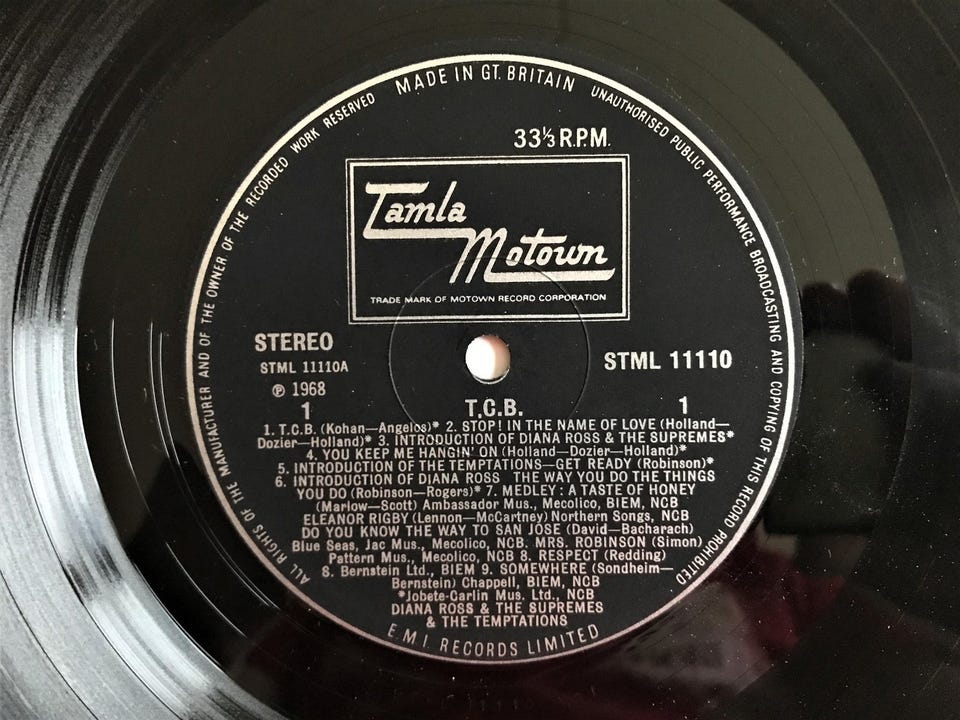 MADE IN GT. BRITAIN
UNAUTHORISED PUBLIC PERFORMANCE BROADCASTING AND COPYING OF THIS RECORD PROHIBITED
E.M.I. RECORDS LIMITED
ALL RIGHTS OF THE MANUFACTURER AND OF THE OWNER OF THE RECORDED WORK RESERVED
33⅓ R.P.M.
Tamla
Motown
TRADE MARK OF MOTOWN RECORD CORPORATION
STEREO
STML 11110A
℗ 1968
1
STML 11110
1
T.C.B.
1. T.C.B. (Kohan—Angelos)* 2. STOP! IN THE NAME OF LOVE (Holland—
Dozier—Holland)* 3. INTRODUCTION OF DIANA ROSS & THE SUPREMES*
4. YOU KEEP ME HANGIN' ON (Holland—Dozier—Holland)*
5. INTRODUCTION OF THE TEMPTATIONS—GET READY (Robinson)*
6. INTRODUCTION OF DIANA ROSS THE WAY YOU DO THE THINGS
YOU DO (Robinson—Rogers)* 7. MEDLEY: A TASTE OF HONEY
(Marlow—Scott) Ambassador Mus., Mecolico, BIEM, NCB
ELEANOR RIGBY (Lennon—McCartney) Northern Songs, NCB
DO YOU KNOW THE WAY TO SAN JOSE (David—Bacharach)
Blue Seas, Jac Mus., Mecolico, NCB. MRS. ROBINSON (Simon)
Pattern Mus., Mecolico, NCB 8. RESPECT (Redding)
S. Bernstein Ltd., BIEM 9. SOMEWHERE (Sondheim—
Bernstein) Chappell, BIEM, NCB
*Jobete-Carlin Mus. Ltd., NCB
DIANA ROSS & THE SUPREMES
& THE TEMPTATIONS